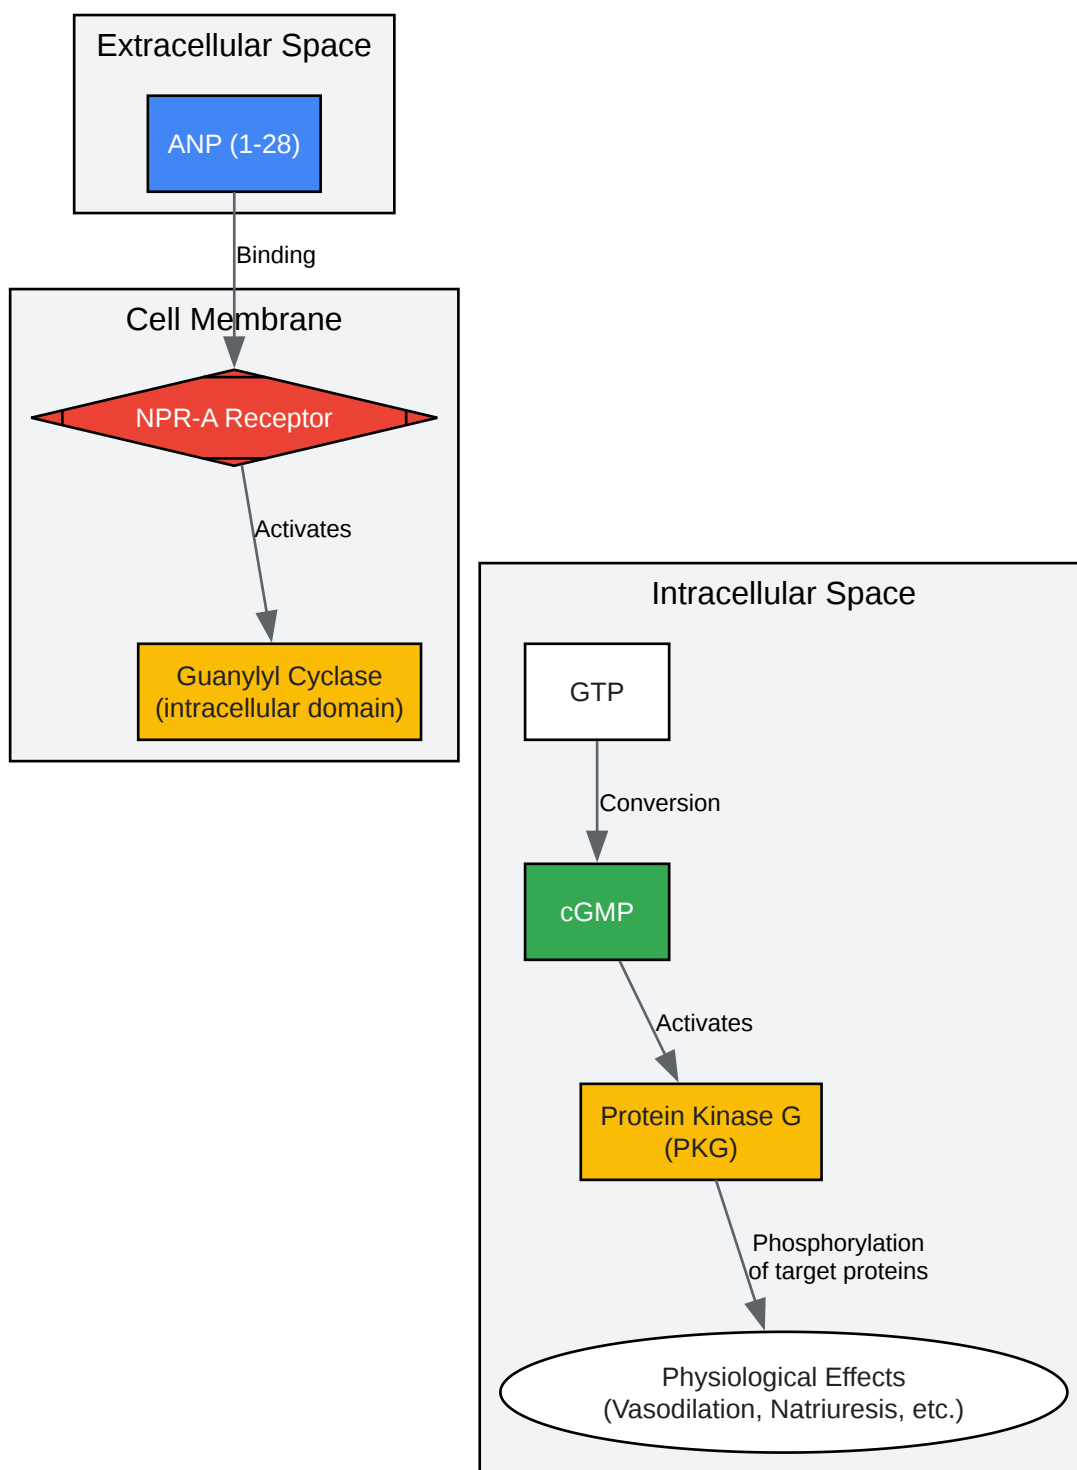 Extracellular Space
ANP (1-28)
Binding
Cell Membrane
NPR-A Receptor
Activates
Guanylyl Cyclase
(intracellular domain)
Intracellular Space
GTP
Conversion
cGMP
Activates
Protein Kinase G
(PKG)
Phosphorylation
of target proteins
Physiological Effects
(Vasodilation, Natriuresis, etc.)